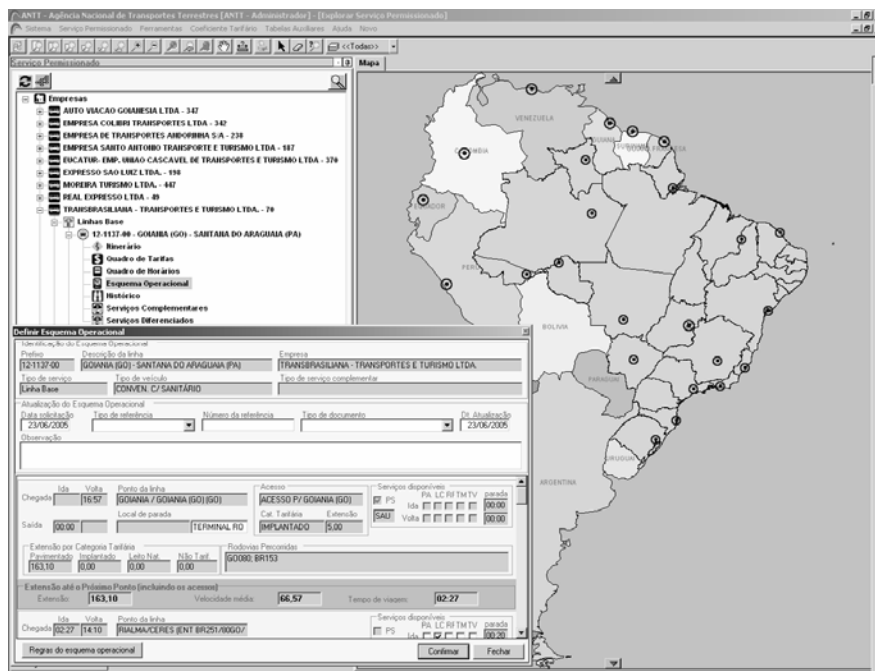 ANTT - Agência Nacional de Transportes Terrestres [ANTT - Administrador] - [Explorar Serviço Permissionado]
Sistema Serviço Permissionado Ferramentas Coeficiente Tarifário Tabelas Auxiliares Ajuda Novo
<<Todas>>
Serviço Permissionado
Mapa
Empresas
AUTO VIACAO GOIANESIA LTDA - 347
EMPRESA COLIBRI TRANSPORTES LTDA - 342
EMPRESA DE TRANSPORTES ANDORINHA S/A - 238
EMPRESA SANTO ANTONIO TRANSPORTE E TURISMO LTDA - 187
EUCATUR- EMP. UNIAO CASCAVEL DE TRANSPORTES E TURISMO LTDA - 370
EXPRESSO SAO LUIZ LTDA. - 198
MOREIRA TURISMO LTDA. - 447
REAL EXPRESSO LTDA - 49
TRANSBRASILIANA - TRANSPORTES E TURISMO LTDA. - 70
Linhas Base
12-1137-00 - GOIANIA (GO) - SANTANA DO ARAGUAIA (PA)
Itinerário
Quadro de Tarifas
Quadro de Horários
Esquema Operacional
Histórico
Serviços Complementares
Serviços Diferenciados
VENEZUELA
COLOMBIA
GUIANA
SURINAME
GUIANA FRANCESA
EQUADOR
PERU
BOLIVIA
PARAGUAI
URUGUAI
ARGENTINA
Definir Esquema Operacional
Identificação do Esquema Operacional
Prefixo Descrição da linha Empresa
12-1137-00 GOIANIA (GO) - SANTANA DO ARAGUAIA (PA) TRANSBRASILIANA - TRANSPORTES E TURISMO LTDA.
Tipo de serviço Tipo de veículo Tipo de serviço complementar
Linha Base CONVEN. C/ SANITÁRIO
Atualização do Esquema Operacional
Data solicitação Tipo de referência Número da referência Tipo de documento Dt. Atualização
23/06/2005 23/06/2005
Observação
Ida Volta Ponto da linha Acesso Serviços disponíveis
PA LC RF TM TV parada
Chegada 16:57 GOIANIA / GOIANIA (GO) (GO) ACESSO P/ GOIANIA (GO) PS Ida 00:00
Local de parada Cat. Tarifária Extensão
Saída 00:00 TERMINAL RO IMPLANTADO 5,00 SAU Volta 00:00
Extensão por Categoria Tarifária Rodovias Percorridas
Pavimentado Implantado Leito Nat. Não Tarif. GO080; BR153
163,10 0,00 0,00 0,00
Extensão até o Próximo Ponto (incluindo os acessos)
Extensão: 163,10 Velocidade média: 66,57 Tempo de viagem: 02:27
Ida Volta Ponto da linha Serviços disponíveis
PA LC RF TM TV parada
Chegada 02:27 14:10 RIALMA/CERES (ENT BR251/80GO/ PS Ida 00:20
Regras do esquema operacional Confirmar Fechar